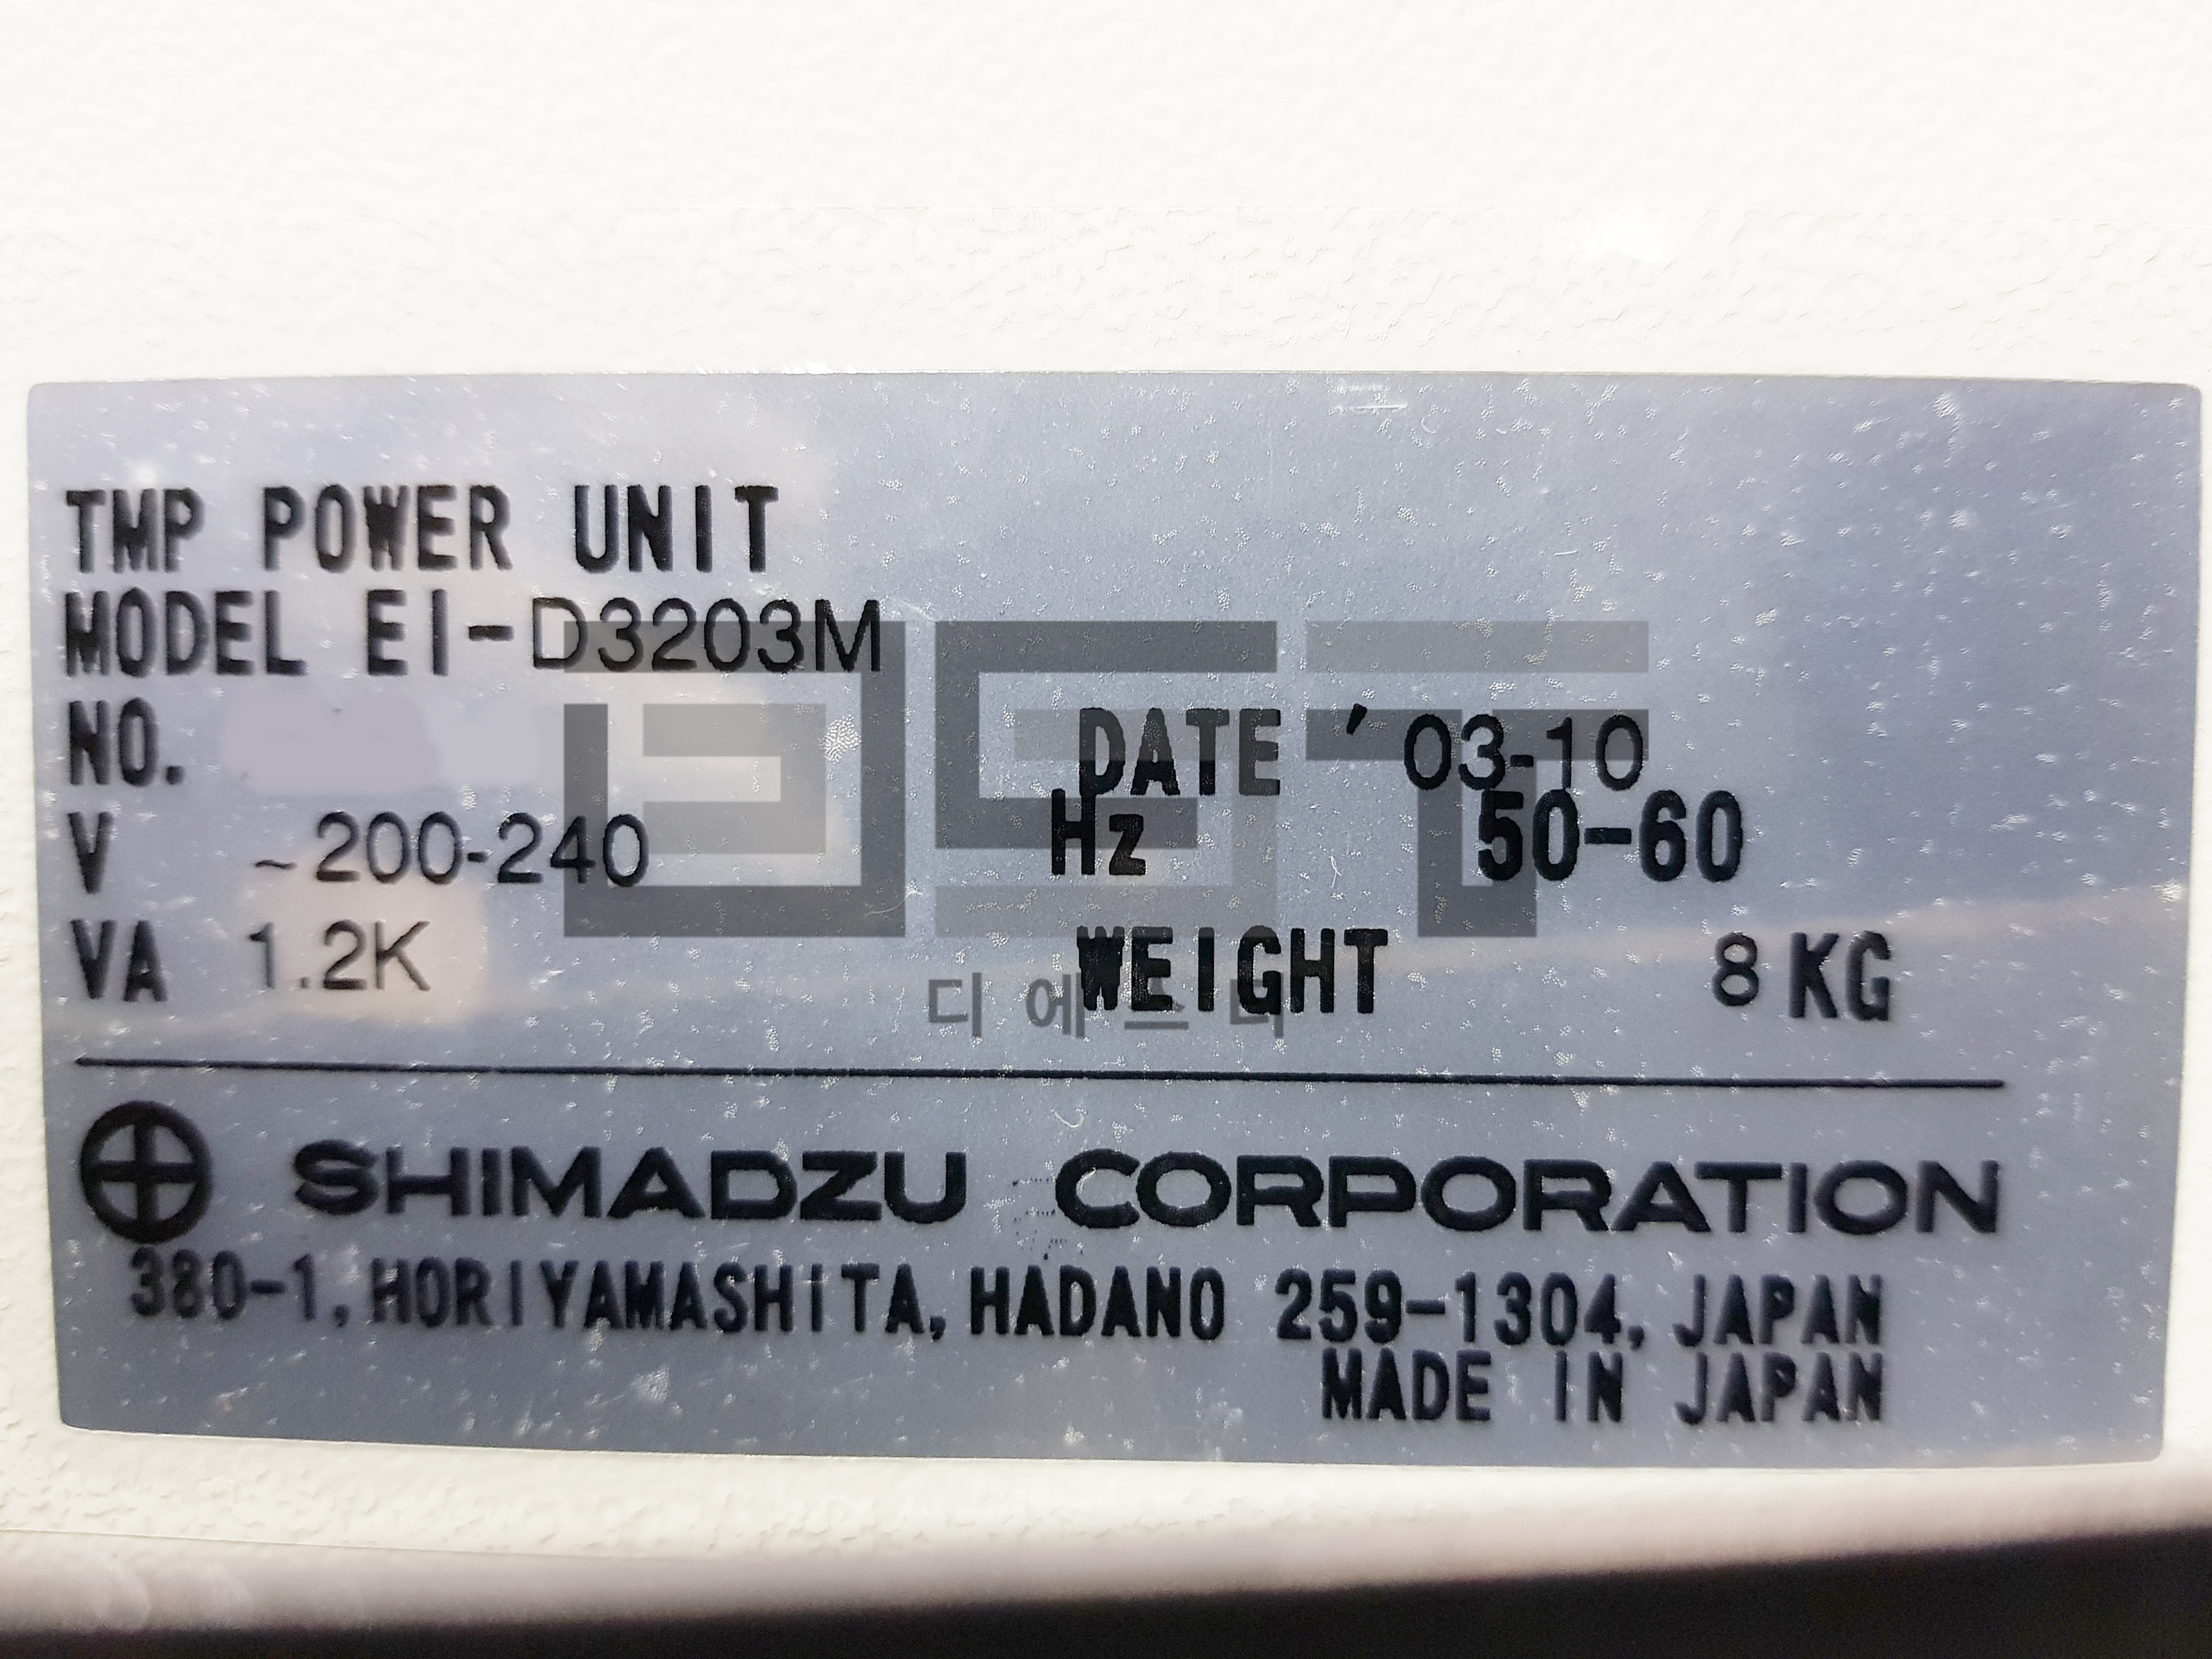 TMP POWER UNIT
MODEL EI-D3203M
NO.
DATE '03-10
V ~200-240
Hz 50-60
VA 1.2K
WEIGHT 8 KG
DST
디에스티
SHIMADZU CORPORATION
380-1, HORIYAMASHITA, HADANO 259-1304, JAPAN
MADE IN JAPAN